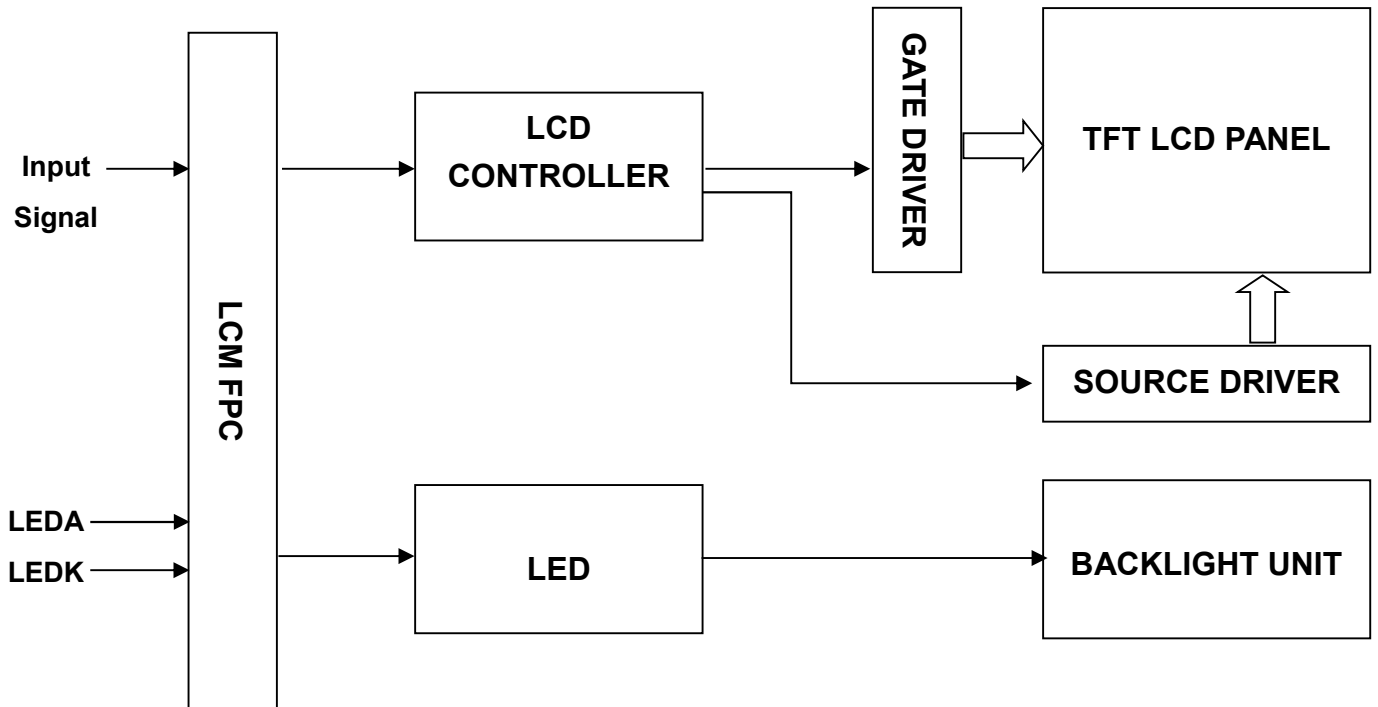 Input
Signal
LEDA
LEDK
LCM FPC
LCD
CONTROLLER
GATE DRIVER
TFT LCD PANEL
SOURCE DRIVER
LED
BACKLIGHT UNIT